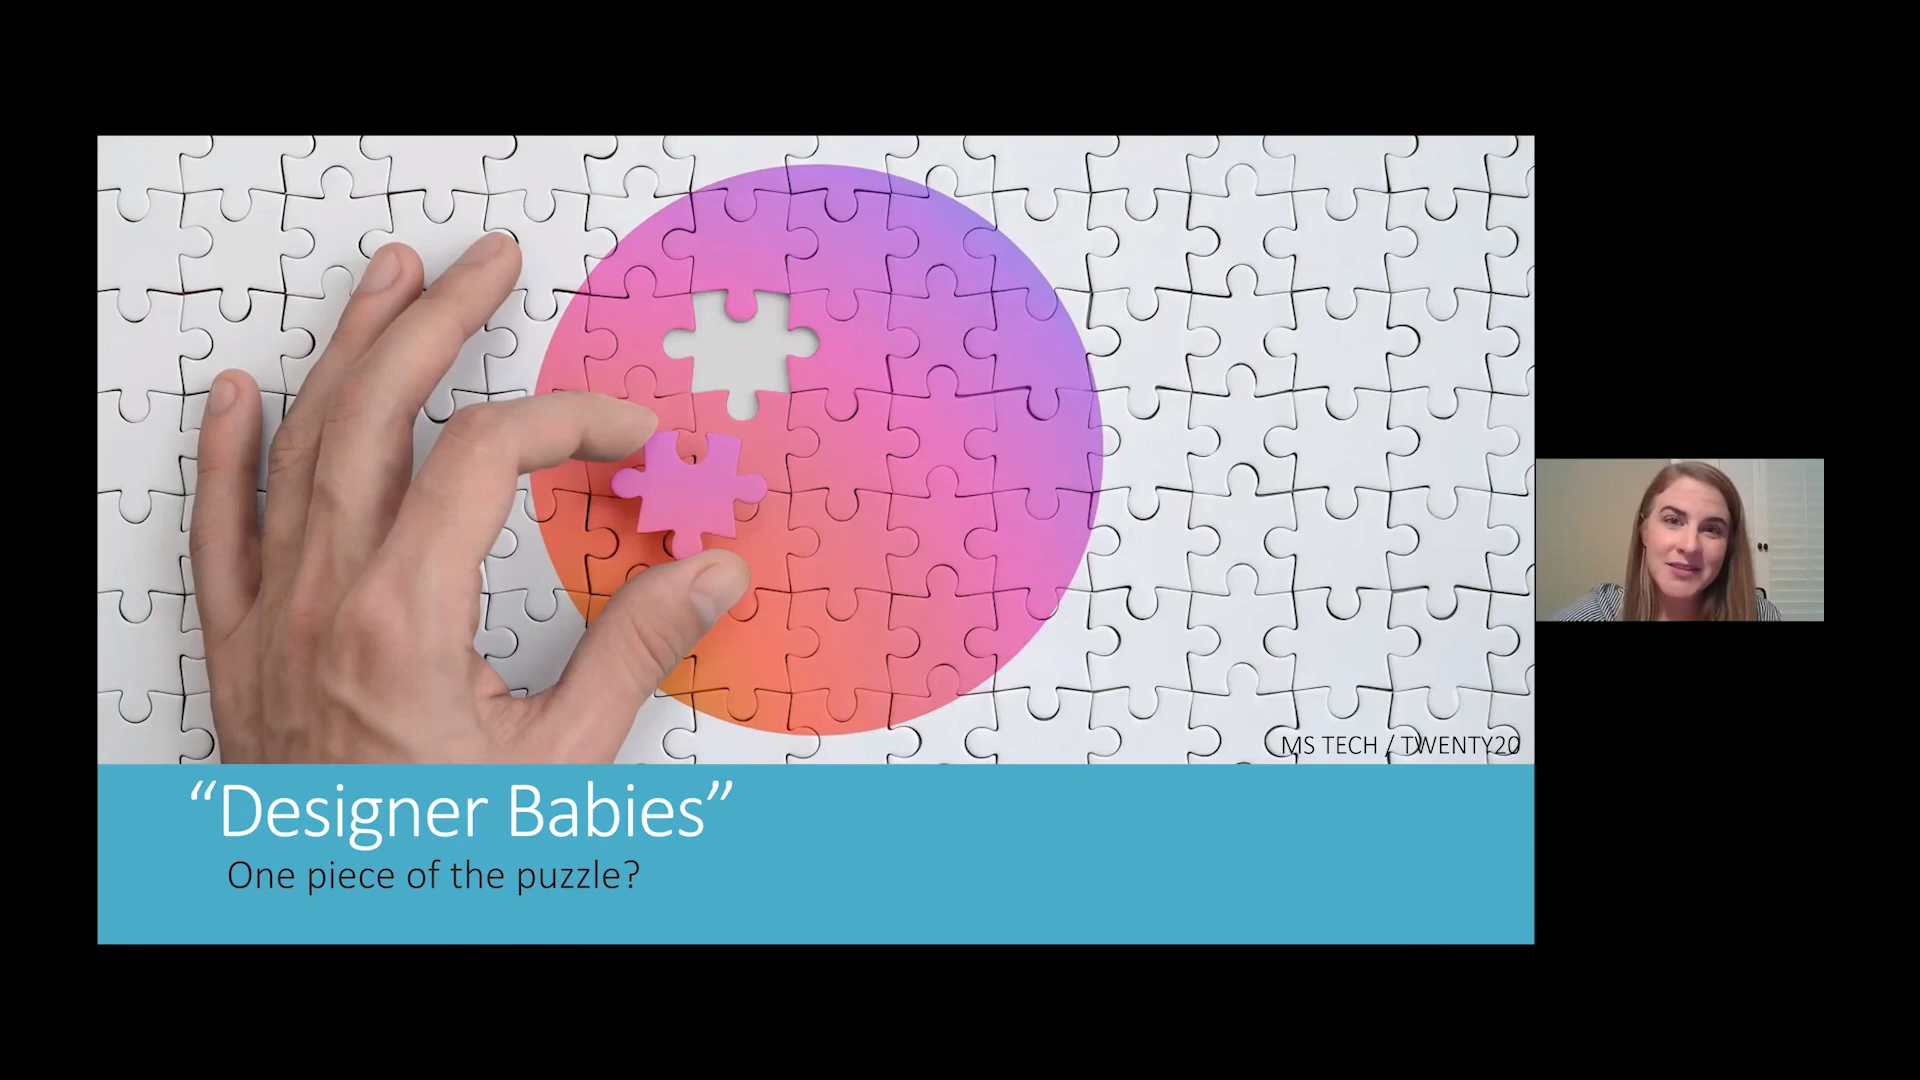 MS TECH / TWENTY20
“Designer Babies”
One piece of the puzzle?